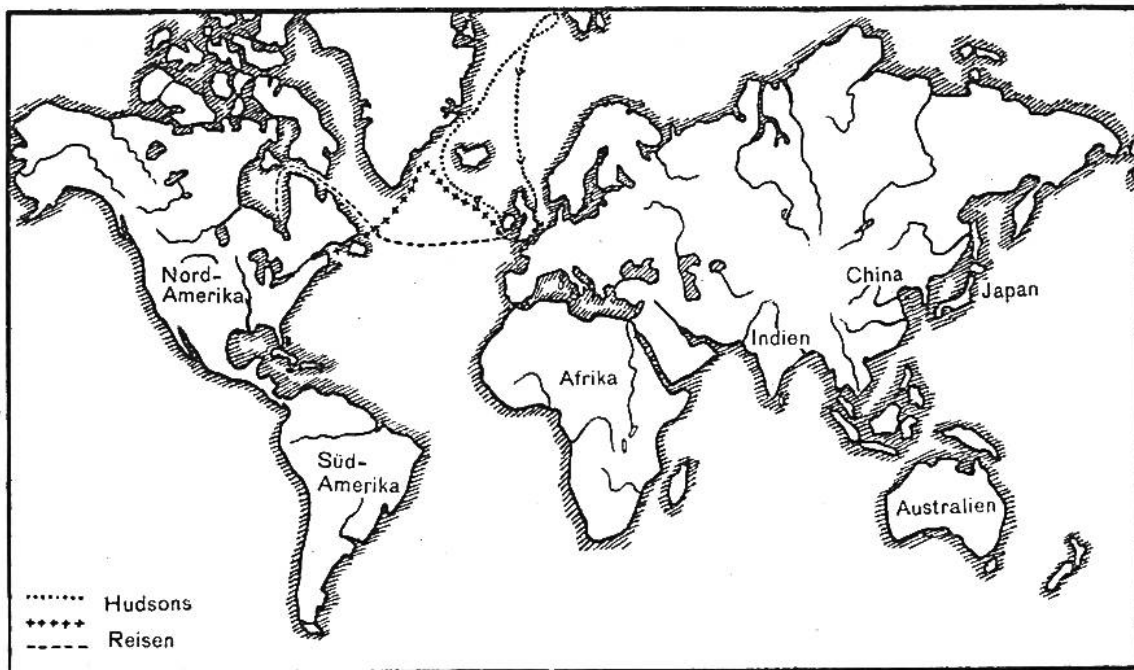 Nord-
Amerika
China
Japan
Indien
Afrika
Süd-
Amerika
Australien
Hudsons
Reisen